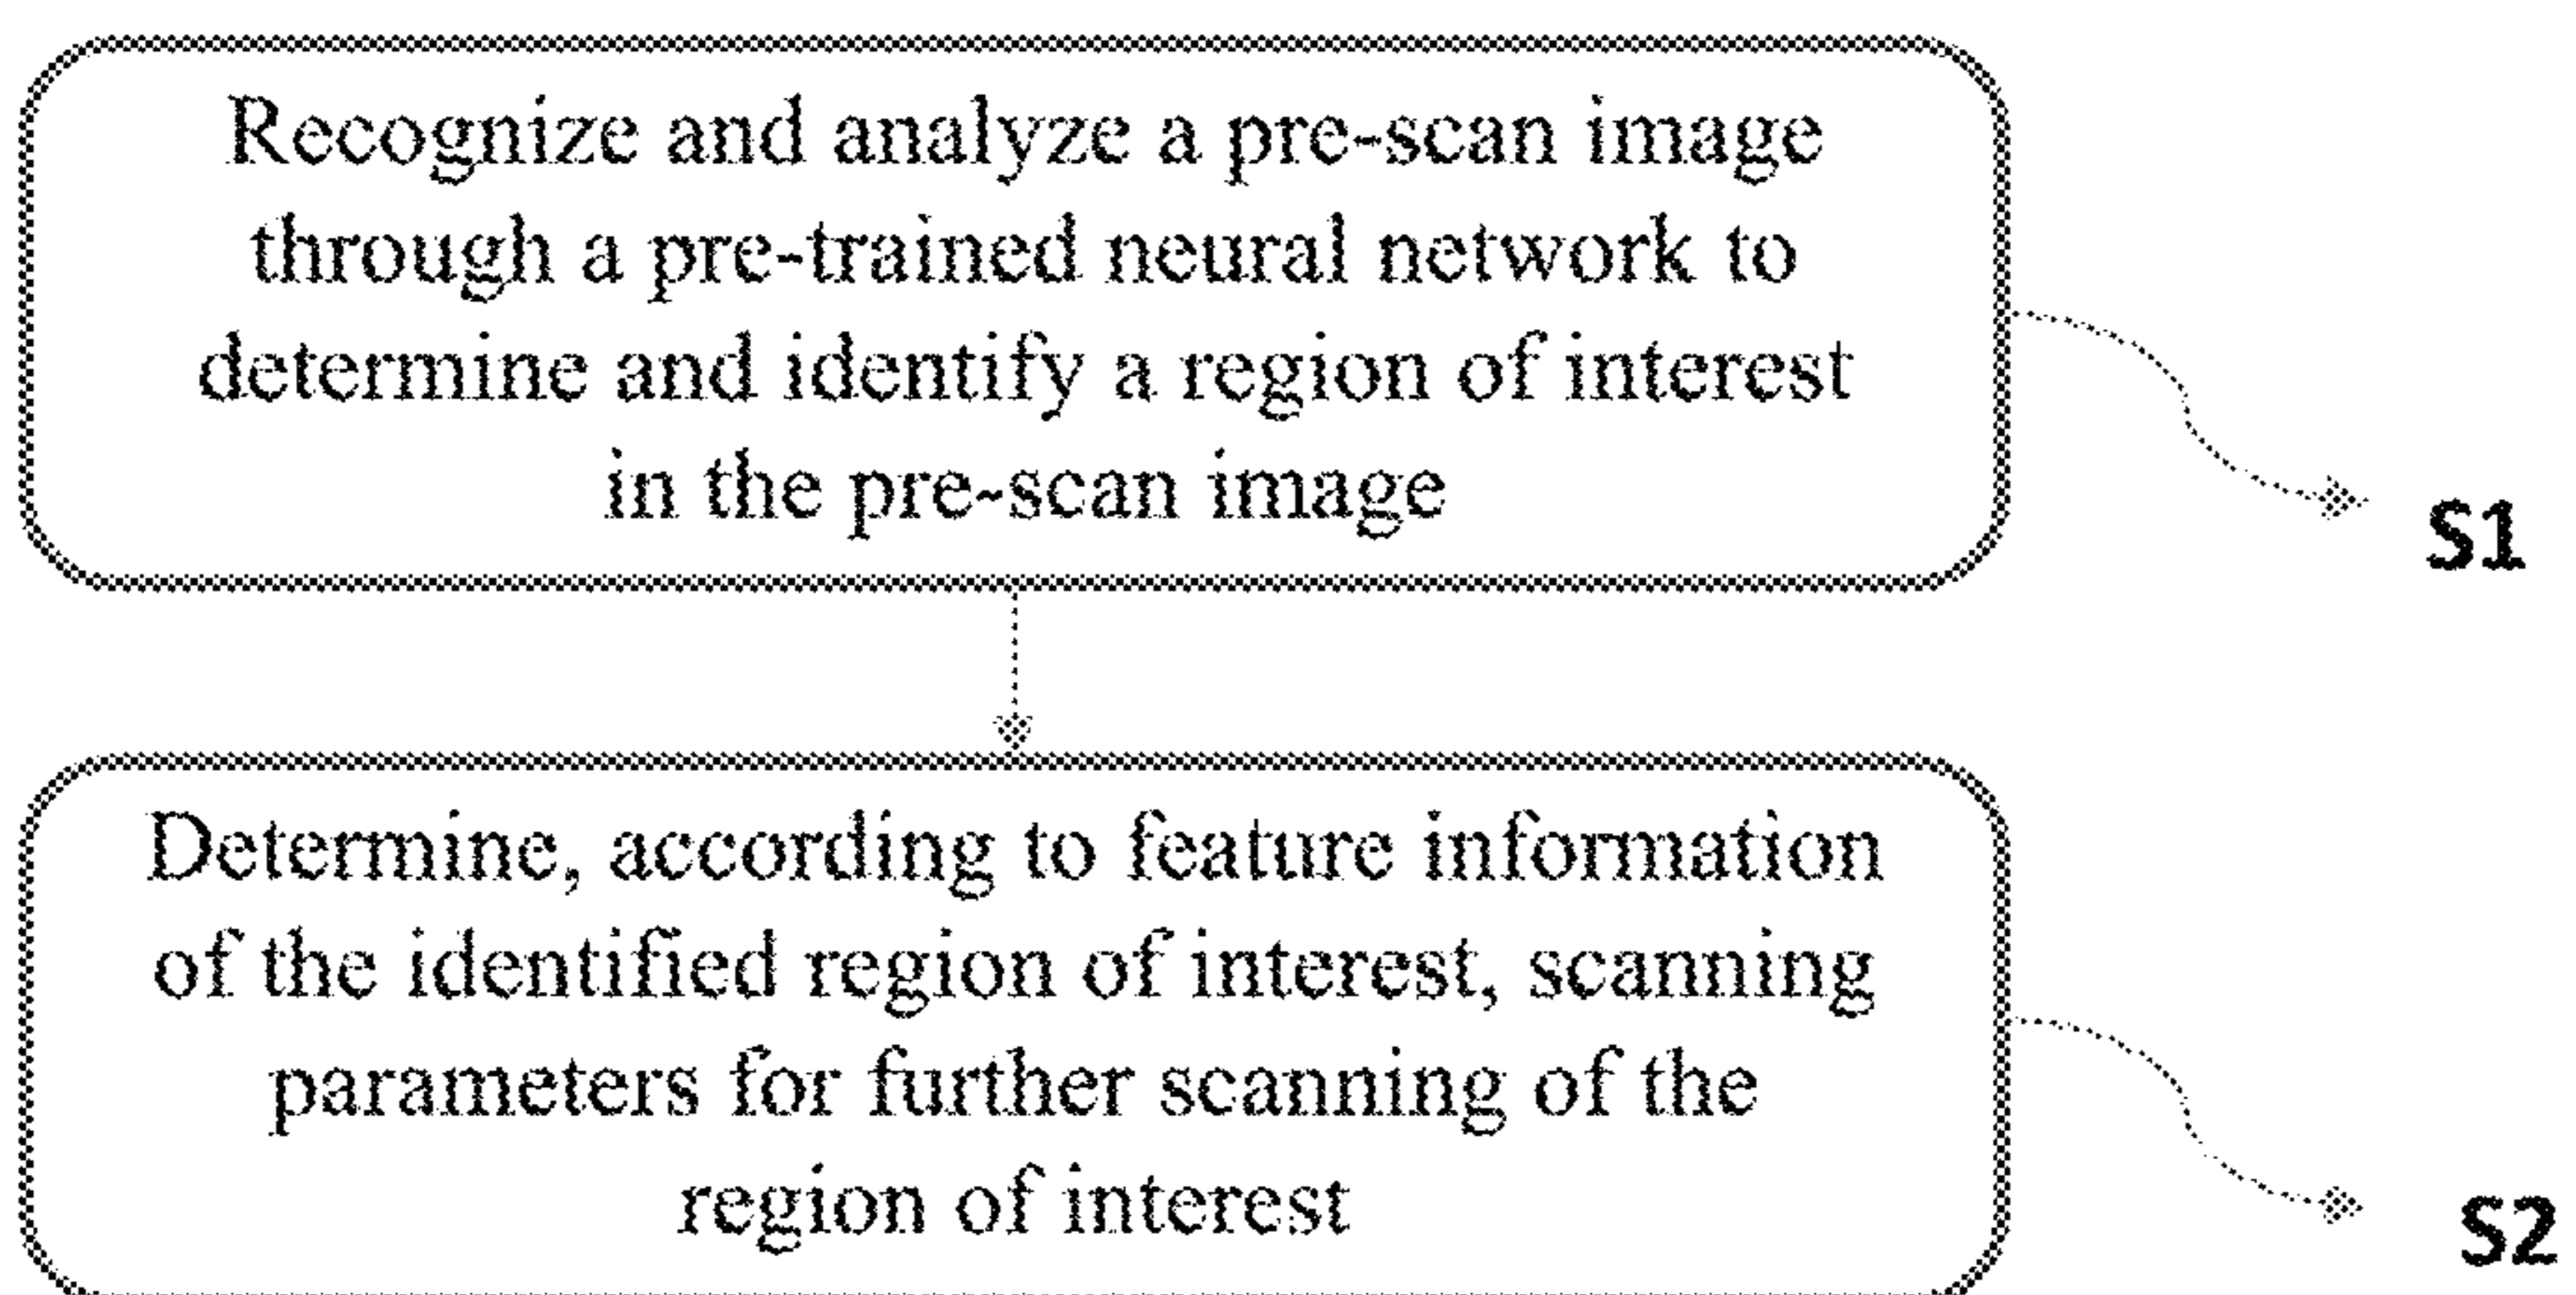 Recognize and analyze a pre-scan image
through a pre-trained neural network to
determine and identify a region of interest
in the pre-scan image
S1
Determine, according to feature information
of the identified region of interest, scanning
parameters for further scanning of the
region of interest
S2